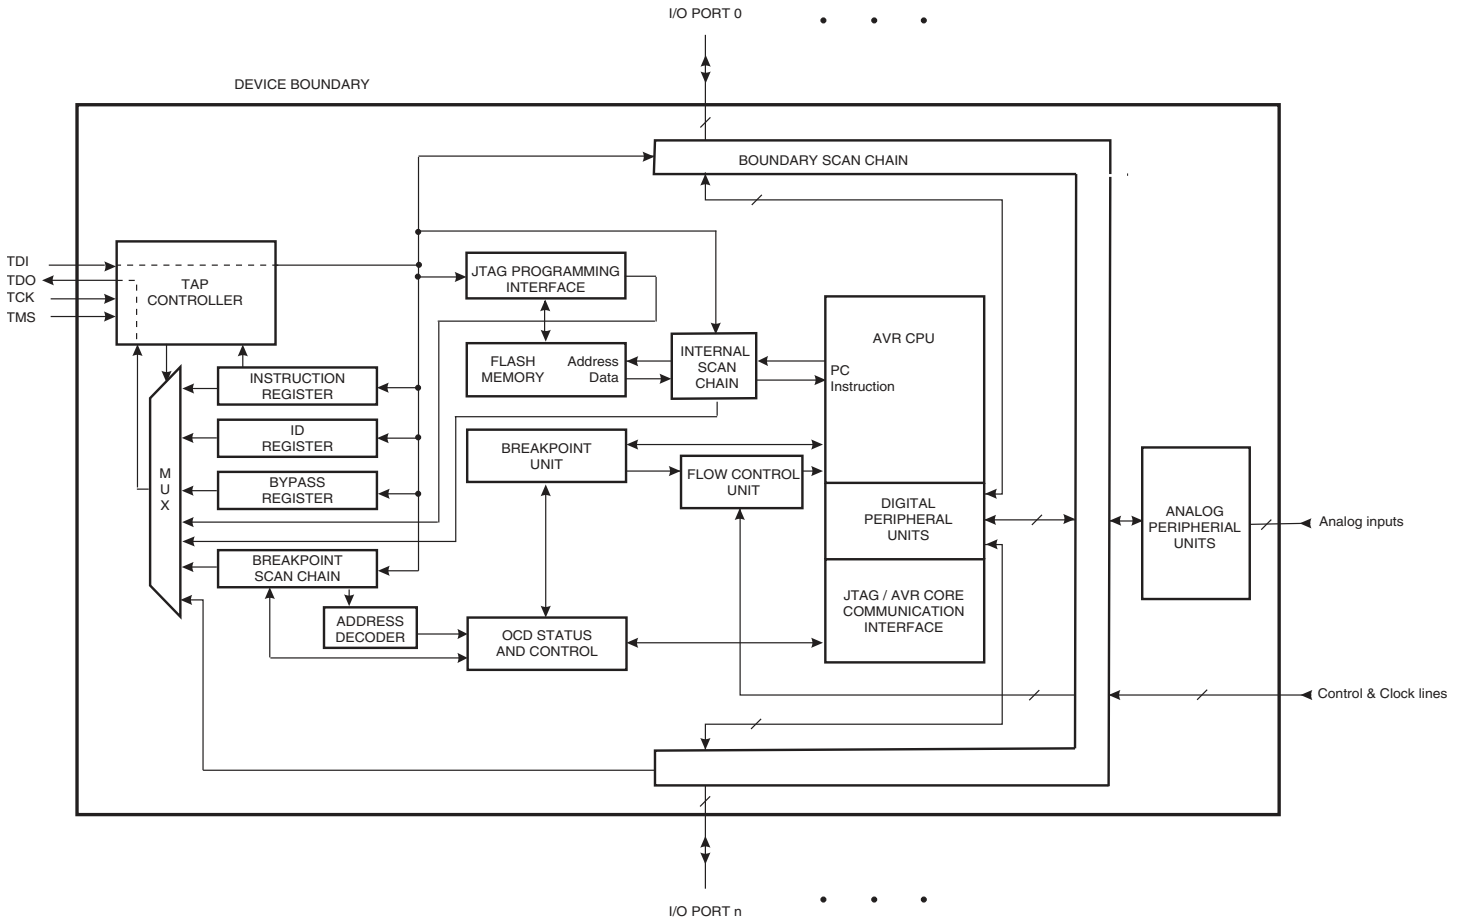 I/O PORT 0
DEVICE BOUNDARY
BOUNDARY SCAN CHAIN
TDI
TDO
TCK
TMS
TAP
CONTROLLER
JTAG PROGRAMMING
INTERFACE
FLASH
MEMORY
Address
Data
INTERNAL
SCAN
CHAIN
AVR CPU
PC
Instruction
INSTRUCTION
REGISTER
ID
REGISTER
BYPASS
REGISTER
M
U
X
BREAKPOINT
UNIT
FLOW CONTROL
UNIT
DIGITAL
PERIPHERAL
UNITS
ANALOG
PERIPHERIAL
UNITS
Analog inputs
BREAKPOINT
SCAN CHAIN
ADDRESS
DECODER
OCD STATUS
AND CONTROL
JTAG / AVR CORE
COMMUNICATION
INTERFACE
Control & Clock lines
I/O PORT n